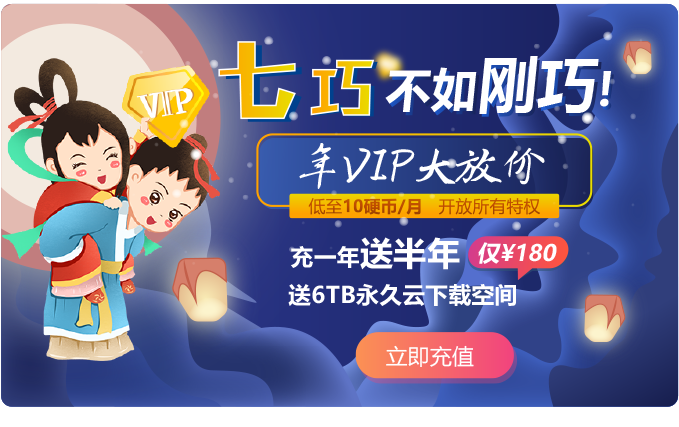 VIP
七巧不如刚巧!
年VIP大放价
低至10硬币/月 开放所有特权
充一年送半年 仅¥180
送6TB永久云下载空间
立即充值